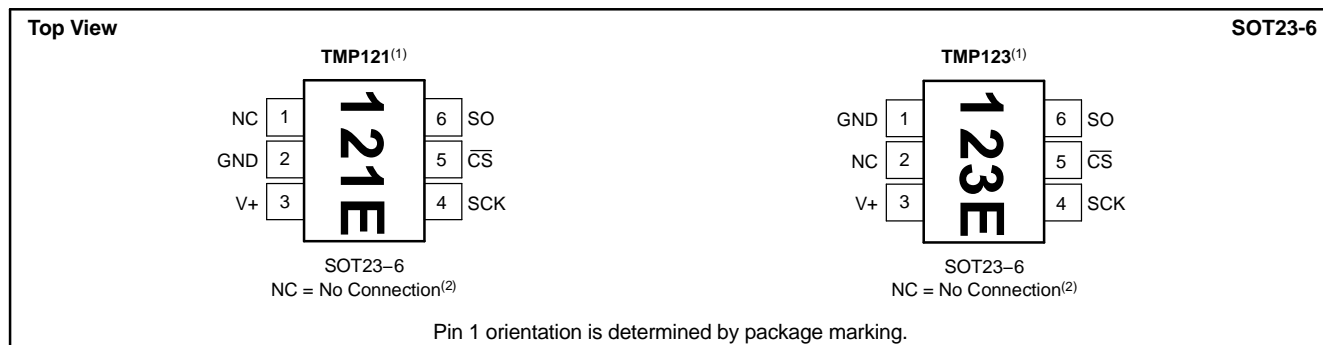 Top View
SOT23-6
TMP121(1)
NC 1
GND 2
V+ 3
121E
6 SO
5 C̅S̅
4 SCK
SOT23–6
NC = No Connection(2)
TMP123(1)
GND 1
NC 2
V+ 3
123E
6 SO
5 C̅S̅
4 SCK
SOT23–6
NC = No Connection(2)
Pin 1 orientation is determined by package marking.